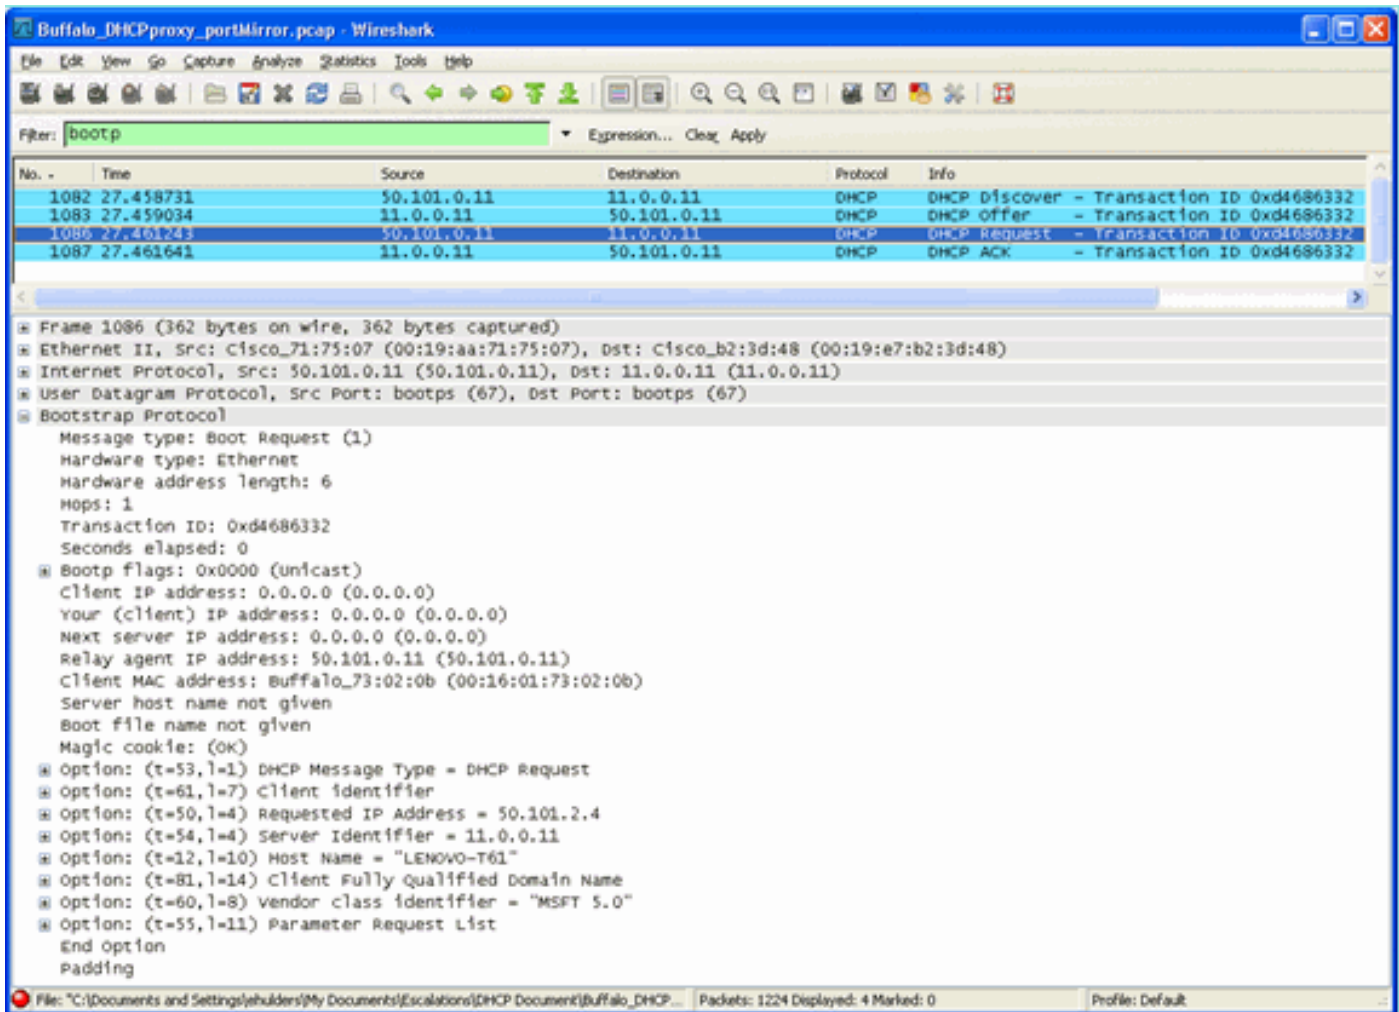 Buffalo_DHCPproxy_portMirror.pcap - Wireshark
File Edit View Go Capture Analyze Statistics Tools Help
Filter: bootp Expression... Clear Apply
No. - Time Source Destination Protocol Info
1082 27.458731 50.101.0.11 11.0.0.11 DHCP DHCP Discover - Transaction ID 0xd4686332
1083 27.459034 11.0.0.11 50.101.0.11 DHCP DHCP Offer - Transaction ID 0xd4686332
1086 27.461243 50.101.0.11 11.0.0.11 DHCP DHCP Request - Transaction ID 0xd4686332
1087 27.461641 11.0.0.11 50.101.0.11 DHCP DHCP ACK - Transaction ID 0xd4686332
Frame 1086 (362 bytes on wire, 362 bytes captured)
Ethernet II, Src: Cisco_71:75:07 (00:19:aa:71:75:07), Dst: Cisco_b2:3d:48 (00:19:e7:b2:3d:48)
Internet Protocol, Src: 50.101.0.11 (50.101.0.11), Dst: 11.0.0.11 (11.0.0.11)
User Datagram Protocol, Src Port: bootps (67), Dst Port: bootps (67)
Bootstrap Protocol
Message type: Boot Request (1)
Hardware type: Ethernet
Hardware address length: 6
Hops: 1
Transaction ID: 0xd4686332
Seconds elapsed: 0
Bootp flags: 0x0000 (Unicast)
Client IP address: 0.0.0.0 (0.0.0.0)
Your (client) IP address: 0.0.0.0 (0.0.0.0)
Next server IP address: 0.0.0.0 (0.0.0.0)
Relay agent IP address: 50.101.0.11 (50.101.0.11)
Client MAC address: Buffalo_73:02:0b (00:16:01:73:02:0b)
Server host name not given
Boot file name not given
Magic cookie: (OK)
Option: (t=53,l=1) DHCP Message Type = DHCP Request
Option: (t=61,l=7) Client identifier
Option: (t=50,l=4) Requested IP Address = 50.101.2.4
Option: (t=54,l=4) Server Identifier = 11.0.0.11
Option: (t=12,l=10) Host Name = "LENOVO-T61"
Option: (t=81,l=14) Client Fully Qualified Domain Name
Option: (t=60,l=8) Vendor class identifier = "MSFT 5.0"
Option: (t=55,l=11) Parameter Request List
End Option
Padding
File: "C:\Documents and Settings\jehulders\My Documents\Escalations\DHCP Document\Buffalo_DHCP... Packets: 1224 Displayed: 4 Marked: 0 Profile: Default